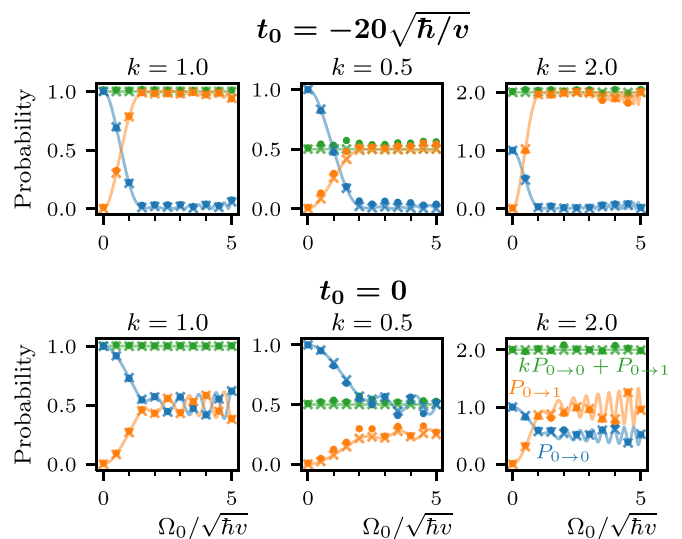 t₀ = −20√ħ/v
k = 1.0 k = 0.5 k = 2.0
Probability
1.0 0.5 0.0
1.0 0.5 0.0
2.0 1.0 0.0
0 5 0 5 0 5
t₀ = 0
k = 1.0 k = 0.5 k = 2.0
Probability
1.0 0.5 0.0
1.0 0.5 0.0
2.0 1.0 0.0
kP₀→₀ + P₀→₁
P₀→₁
P₀→₀
0 5 0 5 0 5
Ω₀/√ħv Ω₀/√ħv Ω₀/√ħv